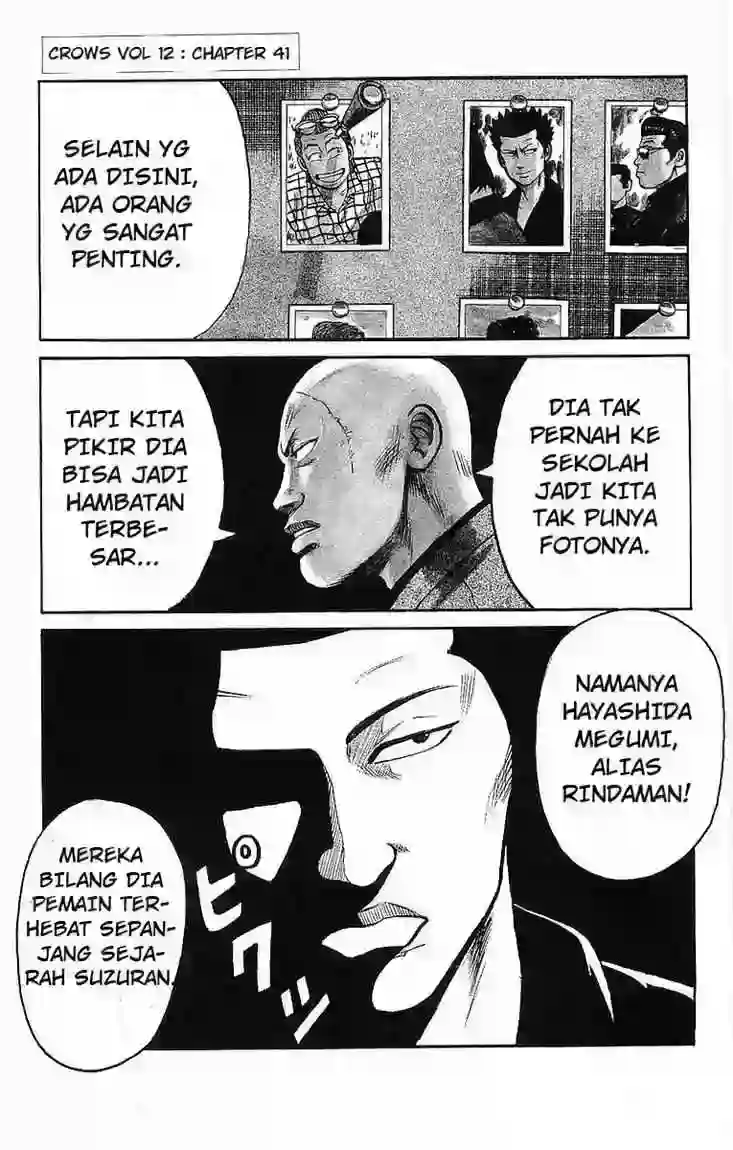 CROWS VOL 12 : CHAPTER 41
SELAIN YG
ADA DISINI,
ADA ORANG
YG SANGAT
PENTING.
DIA TAK
PERNAH KE
SEKOLAH
JADI KITA
TAK PUNYA
FOTONYA.
TAPI KITA
PIKIR DIA
BISA JADI
HAMBATAN
TERBE-
SAR...
NAMANYA
HAYASHIDA
MEGUMI,
ALIAS
RINDAMAN!
MEREKA
BILANG DIA
PEMAIN TER-
HEBAT SEPAN-
JANG SEJA-
RAH SUZURAN.
ヒクッ